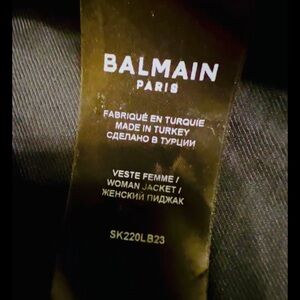 BALMAIN
PARIS
FABRIQUÉ EN TURQUIE
MADE IN TURKEY
СДЕЛАНО В ТУРЦИИ
VESTE FEMME /
WOMAN JACKET /
ЖЕНСКИЙ ПИДЖАК
SK220LB23